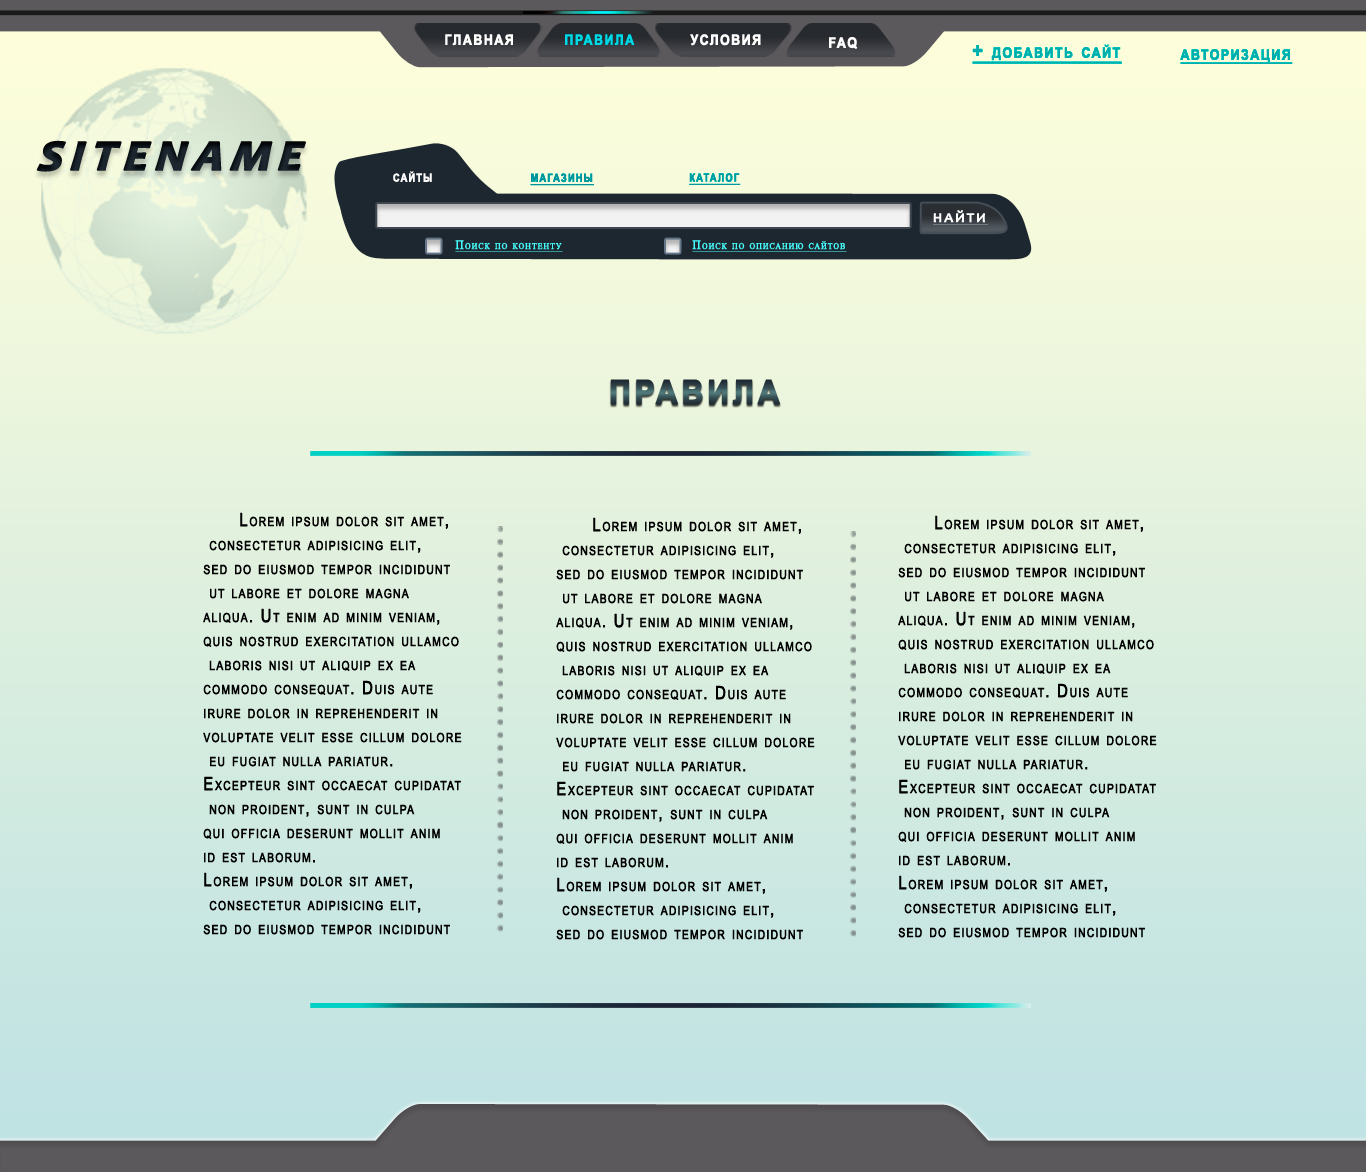 ГЛАВНАЯ ПРАВИЛА УСЛОВИЯ FAQ
+ ДОБАВИТЬ САЙТ АВТОРИЗАЦИЯ
SITENAME
САЙТЫ МАГАЗИНЫ КАТАЛОГ
НАЙТИ
Поиск по контенту Поиск по описанию сайтов
ПРАВИЛА
Lorem ipsum dolor sit amet,
consectetur adipisicing elit,
sed do eiusmod tempor incididunt
ut labore et dolore magna
aliqua. Ut enim ad minim veniam,
quis nostrud exercitation ullamco
laboris nisi ut aliquip ex ea
commodo consequat. Duis aute
irure dolor in reprehenderit in
voluptate velit esse cillum dolore
eu fugiat nulla pariatur.
Excepteur sint occaecat cupidatat
non proident, sunt in culpa
qui officia deserunt mollit anim
id est laborum.
Lorem ipsum dolor sit amet,
consectetur adipisicing elit,
sed do eiusmod tempor incididunt
Lorem ipsum dolor sit amet,
consectetur adipisicing elit,
sed do eiusmod tempor incididunt
ut labore et dolore magna
aliqua. Ut enim ad minim veniam,
quis nostrud exercitation ullamco
laboris nisi ut aliquip ex ea
commodo consequat. Duis aute
irure dolor in reprehenderit in
voluptate velit esse cillum dolore
eu fugiat nulla pariatur.
Excepteur sint occaecat cupidatat
non proident, sunt in culpa
qui officia deserunt mollit anim
id est laborum.
Lorem ipsum dolor sit amet,
consectetur adipisicing elit,
sed do eiusmod tempor incididunt
Lorem ipsum dolor sit amet,
consectetur adipisicing elit,
sed do eiusmod tempor incididunt
ut labore et dolore magna
aliqua. Ut enim ad minim veniam,
quis nostrud exercitation ullamco
laboris nisi ut aliquip ex ea
commodo consequat. Duis aute
irure dolor in reprehenderit in
voluptate velit esse cillum dolore
eu fugiat nulla pariatur.
Excepteur sint occaecat cupidatat
non proident, sunt in culpa
qui officia deserunt mollit anim
id est laborum.
Lorem ipsum dolor sit amet,
consectetur adipisicing elit,
sed do eiusmod tempor incididunt